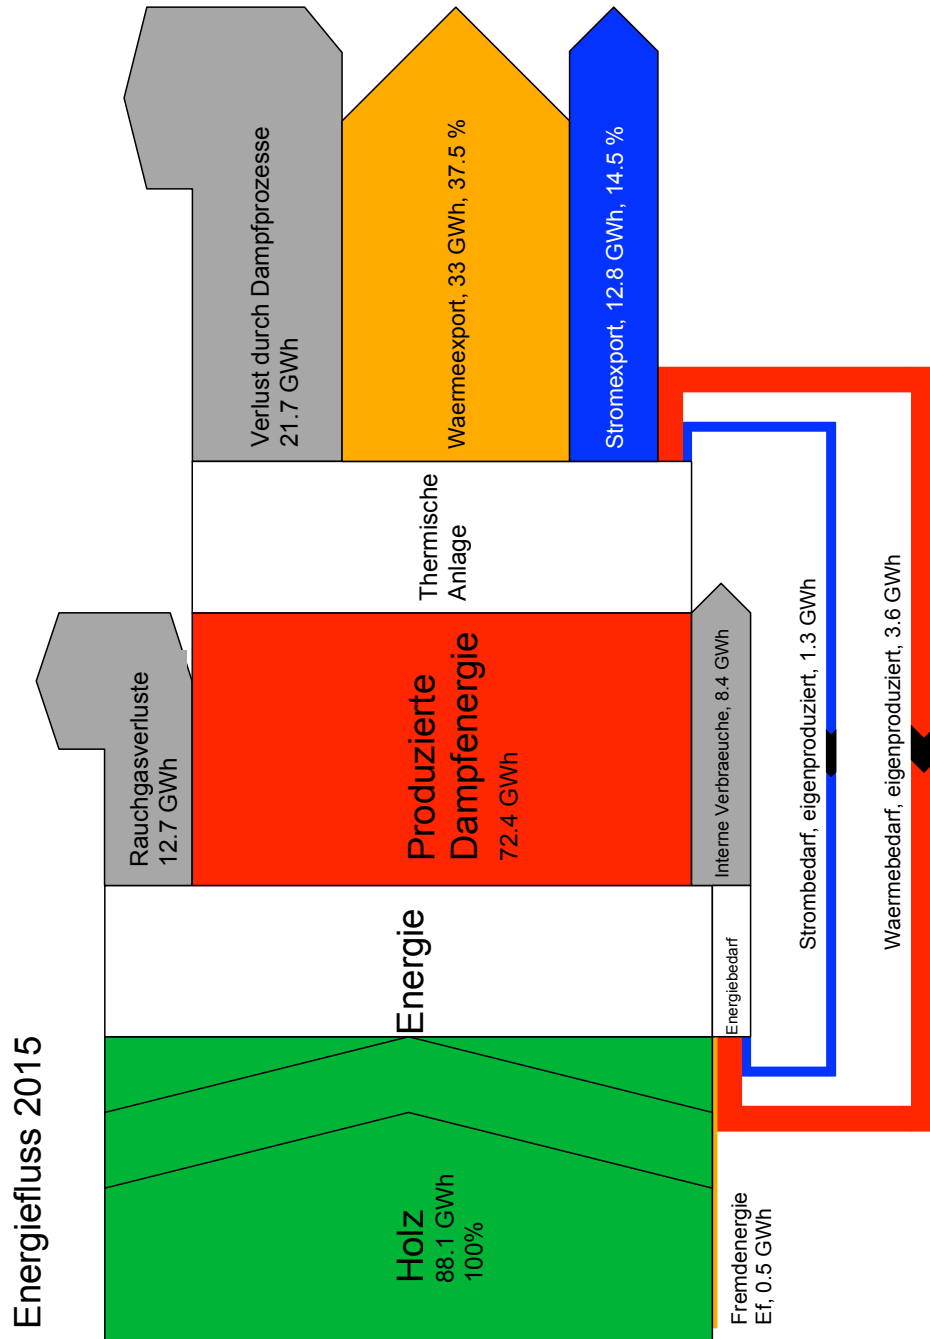 Energiefluss 2015
Holz
88.1 GWh
100%
Fremdenergie
Ef, 0.5 GWh
Energie
Energiebedarf
Rauchgasverluste
12.7 GWh
Produzierte
Dampfenergie
72.4 GWh
Interne Verbraeuche, 8.4 GWh
Thermische
Anlage
Verlust durch Dampfprozesse
21.7 GWh
Waermeexport, 33 GWh, 37.5 %
Stromexport, 12.8 GWh, 14.5 %
Strombedarf, eigenproduziert, 1.3 GWh
Waermebedarf, eigenproduziert, 3.6 GWh